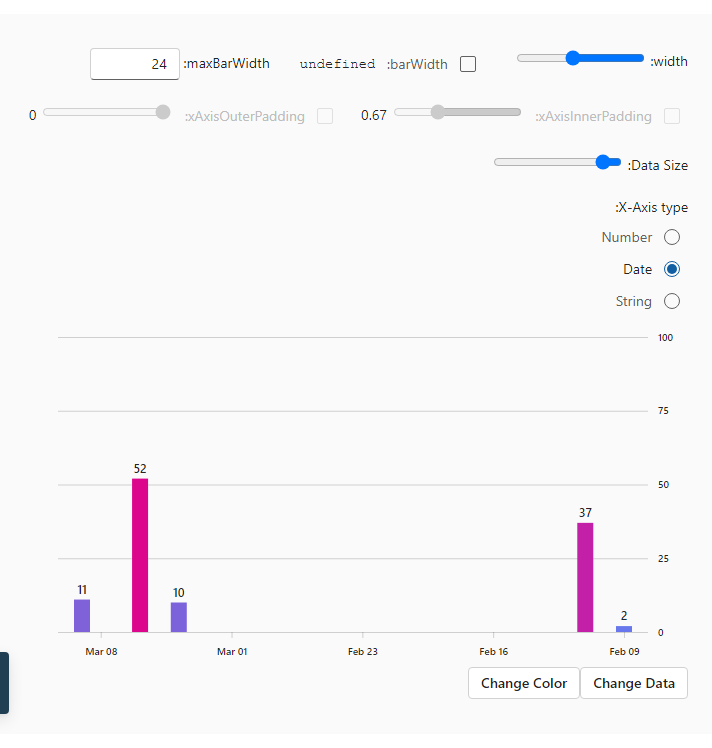 width:
barWidth: undefined
maxBarWidth: 24
xAxisInnerPadding: 0.67
xAxisOuterPadding: 0
Data Size:
X-Axis type:
Number
Date
String
100
75
50
25
0
11
52
10
37
2
Mar 08
Mar 01
Feb 23
Feb 16
Feb 09
Change Color
Change Data